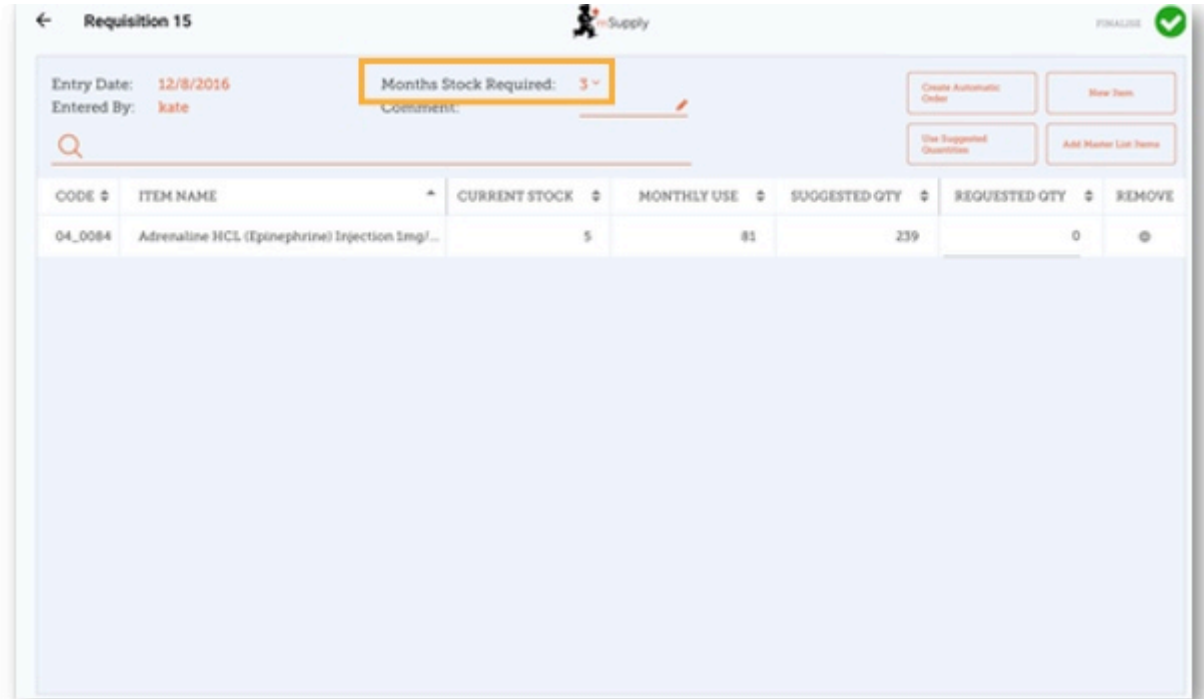 Requisition 15
mSupply
FINALISE
Entry Date: 12/8/2016
Months Stock Required: 3
Entered By: kate
Comment:
Create Automatic
Order
New Item
Use Suggested
Quantities
Add Master List Items
CODE ITEM NAME CURRENT STOCK MONTHLY USE SUGGESTED QTY REQUESTED QTY REMOVE
04_0084 Adrenaline HCL (Epinephrine) Injection 1mg/... 5 81 239 0